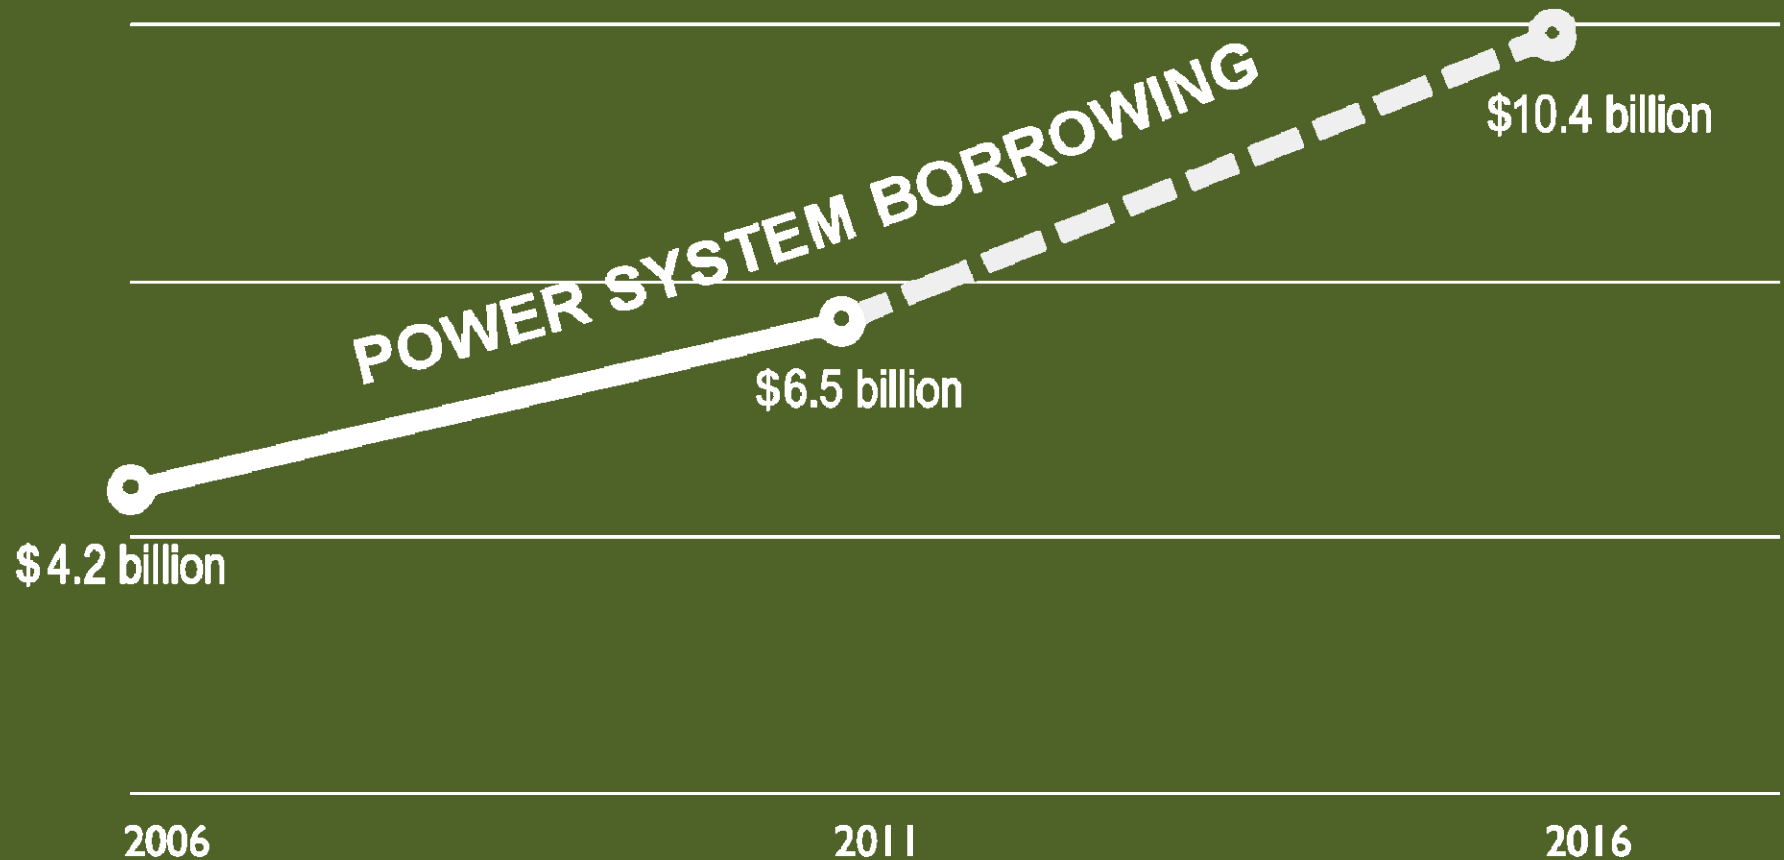 POWER SYSTEM BORROWING
$10.4 billion
$6.5 billion
$4.2 billion
2006
2011
2016